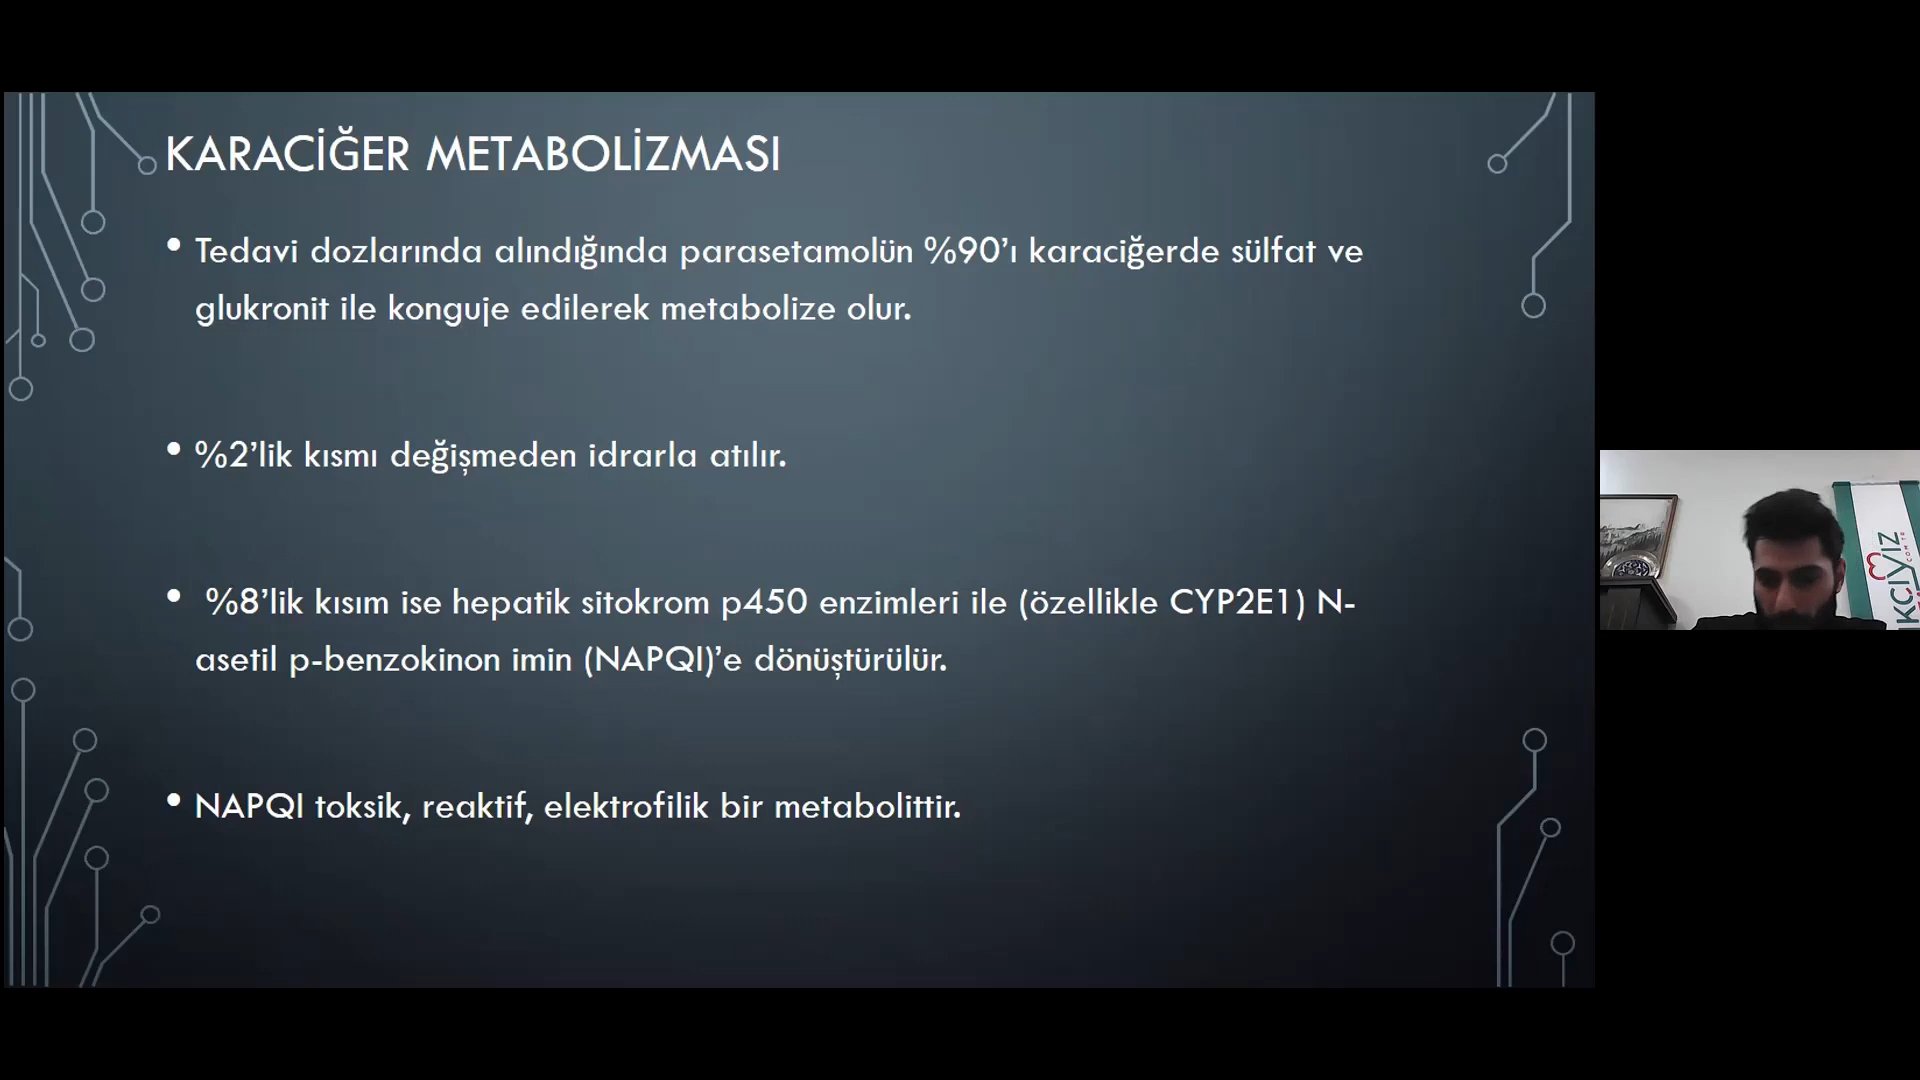 KARACİĞER METABOLİZMASI
• Tedavi dozlarında alındığında parasetamolün %90’ı karaciğerde sülfat ve
glukronit ile konguje edilerek metabolize olur.
• %2’lik kısmı değişmeden idrarla atılır.
• %8’lik kısım ise hepatik sitokrom p450 enzimleri ile (özellikle CYP2E1) N-
asetil p-benzokinon imin (NAPQI)’e dönüştürülür.
• NAPQI toksik, reaktif, elektrofilik bir metabolittir.